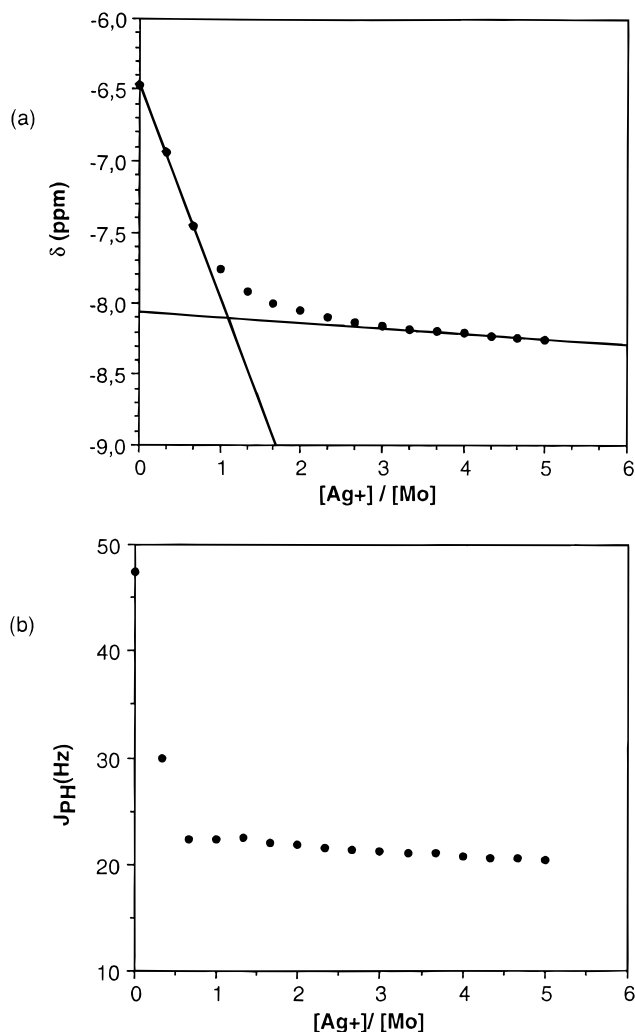 (a)
δ (ppm)
-6,0
-6,5
-7,0
-7,5
-8,0
-8,5
-9,0
0 1 2 3 4 5 6
[Ag+] / [Mo]
(b)
JPH(Hz)
50
40
30
20
10
0 1 2 3 4 5 6
[Ag+]/ [Mo]